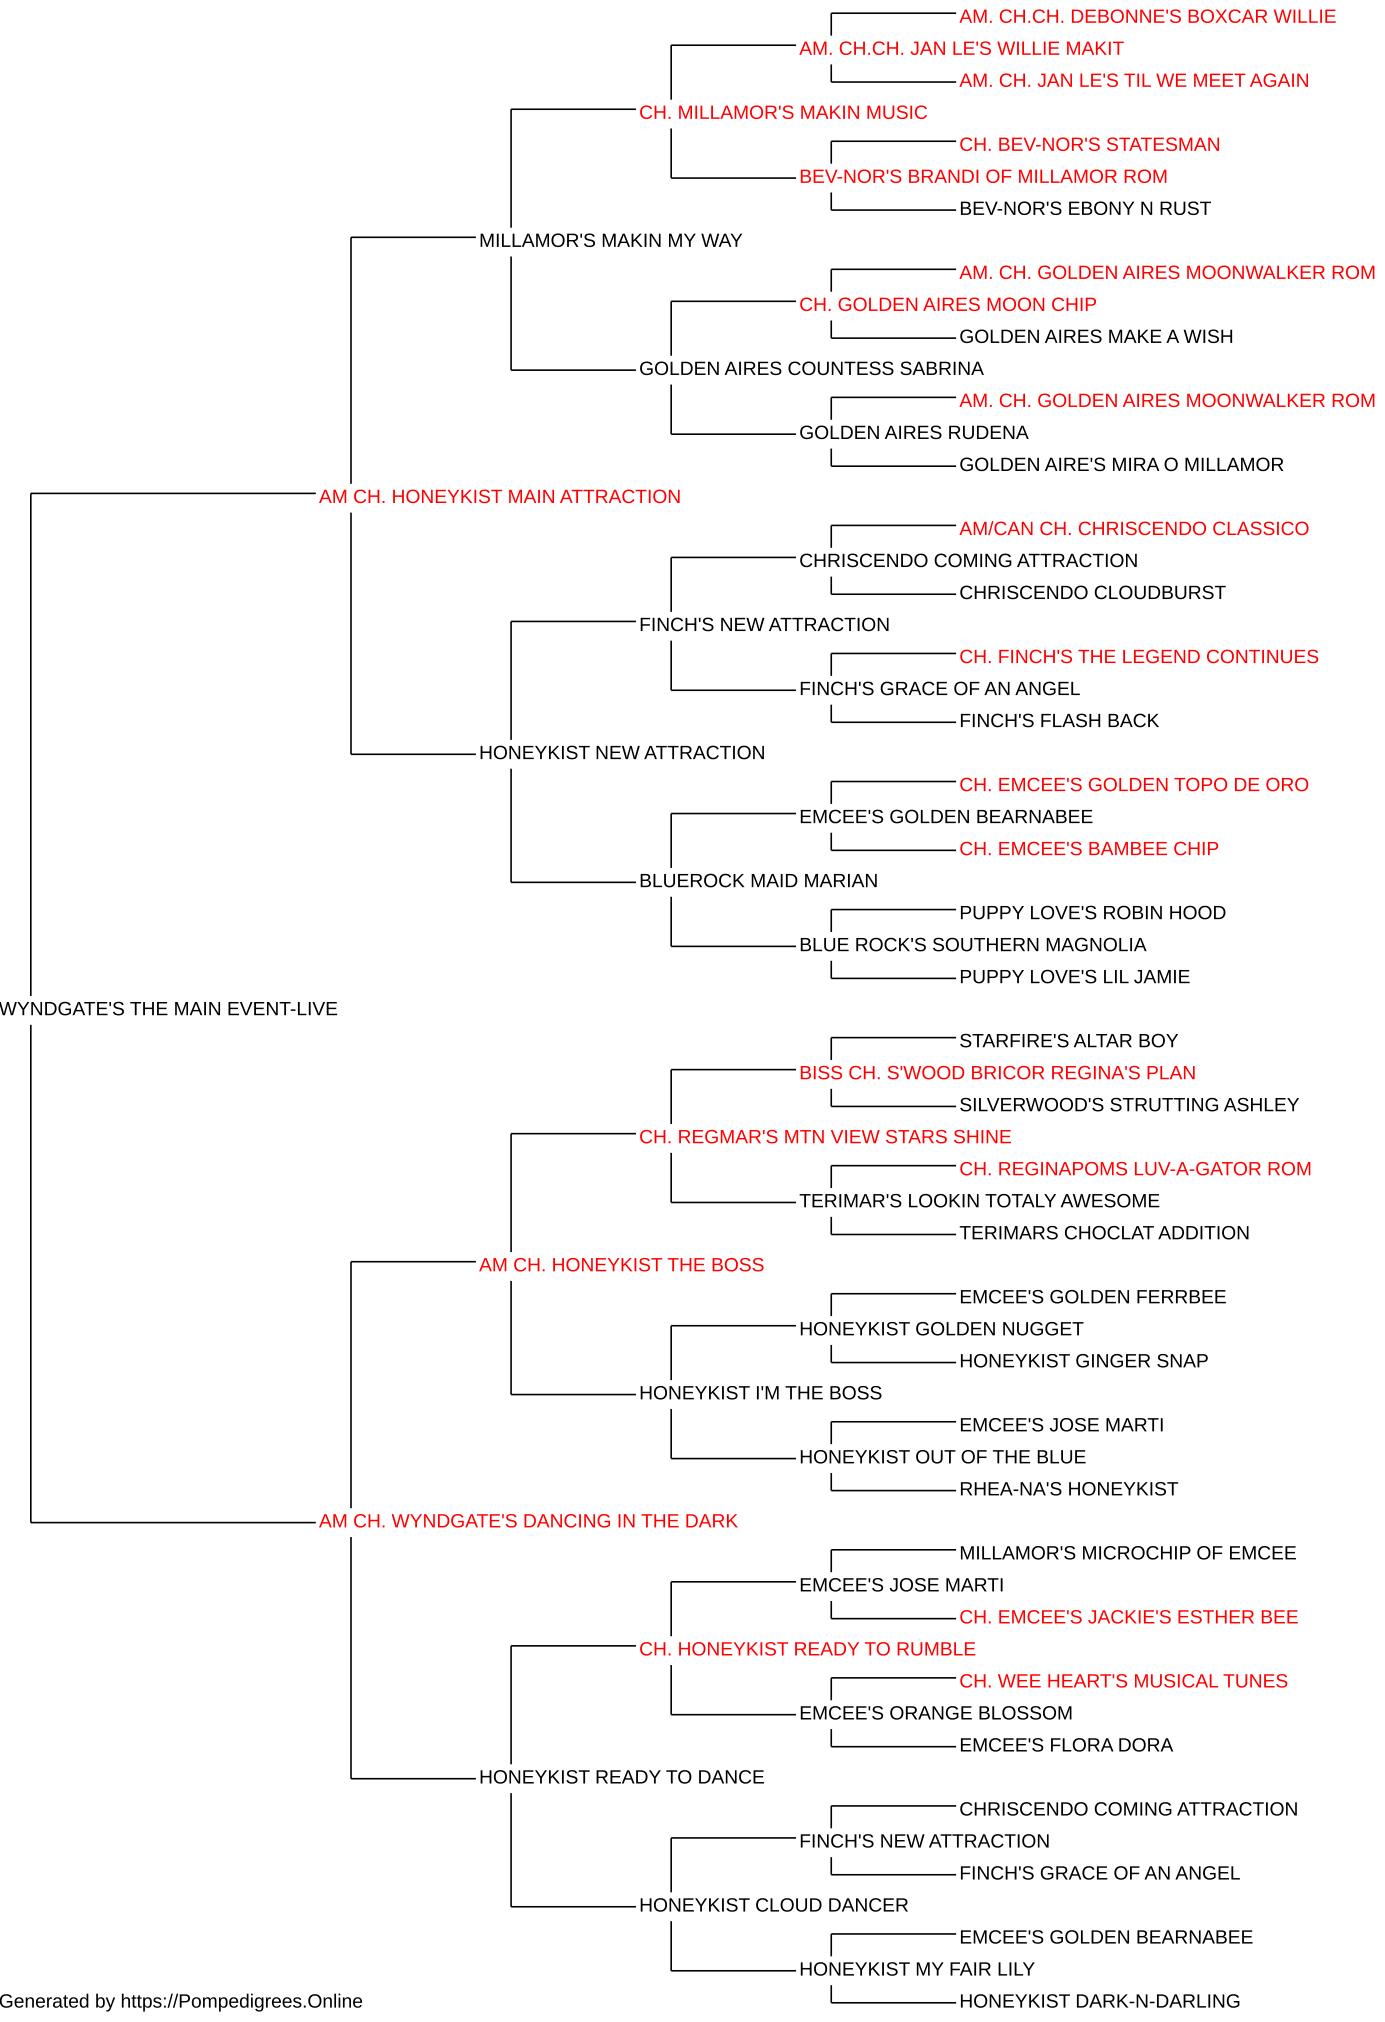 AM. CH.CH. DEBONNE'S BOXCAR WILLIE
AM. CH.CH. JAN LE'S WILLIE MAKIT
AM. CH. JAN LE'S TIL WE MEET AGAIN
CH. MILLAMOR'S MAKIN MUSIC
CH. BEV-NOR'S STATESMAN
BEV-NOR'S BRANDI OF MILLAMOR ROM
BEV-NOR'S EBONY N RUST
MILLAMOR'S MAKIN MY WAY
AM. CH. GOLDEN AIRES MOONWALKER ROM
CH. GOLDEN AIRES MOON CHIP
GOLDEN AIRES MAKE A WISH
GOLDEN AIRES COUNTESS SABRINA
AM. CH. GOLDEN AIRES MOONWALKER ROM
GOLDEN AIRES RUDENA
GOLDEN AIRE'S MIRA O MILLAMOR
AM CH. HONEYKIST MAIN ATTRACTION
AM/CAN CH. CHRISCENDO CLASSICO
CHRISCENDO COMING ATTRACTION
CHRISCENDO CLOUDBURST
FINCH'S NEW ATTRACTION
CH. FINCH'S THE LEGEND CONTINUES
FINCH'S GRACE OF AN ANGEL
FINCH'S FLASH BACK
HONEYKIST NEW ATTRACTION
CH. EMCEE'S GOLDEN TOPO DE ORO
EMCEE'S GOLDEN BEARNABEE
CH. EMCEE'S BAMBEE CHIP
BLUEROCK MAID MARIAN
PUPPY LOVE'S ROBIN HOOD
BLUE ROCK'S SOUTHERN MAGNOLIA
PUPPY LOVE'S LIL JAMIE
WYNDGATE'S THE MAIN EVENT-LIVE
STARFIRE'S ALTAR BOY
BISS CH. S'WOOD BRICOR REGINA'S PLAN
SILVERWOOD'S STRUTTING ASHLEY
CH. REGMAR'S MTN VIEW STARS SHINE
CH. REGINAPOMS LUV-A-GATOR ROM
TERIMAR'S LOOKIN TOTALY AWESOME
TERIMARS CHOCLAT ADDITION
AM CH. HONEYKIST THE BOSS
EMCEE'S GOLDEN FERRBEE
HONEYKIST GOLDEN NUGGET
HONEYKIST GINGER SNAP
HONEYKIST I'M THE BOSS
EMCEE'S JOSE MARTI
HONEYKIST OUT OF THE BLUE
RHEA-NA'S HONEYKIST
AM CH. WYNDGATE'S DANCING IN THE DARK
MILLAMOR'S MICROCHIP OF EMCEE
EMCEE'S JOSE MARTI
CH. EMCEE'S JACKIE'S ESTHER BEE
CH. HONEYKIST READY TO RUMBLE
CH. WEE HEART'S MUSICAL TUNES
EMCEE'S ORANGE BLOSSOM
EMCEE'S FLORA DORA
HONEYKIST READY TO DANCE
CHRISCENDO COMING ATTRACTION
FINCH'S NEW ATTRACTION
FINCH'S GRACE OF AN ANGEL
HONEYKIST CLOUD DANCER
EMCEE'S GOLDEN BEARNABEE
HONEYKIST MY FAIR LILY
HONEYKIST DARK-N-DARLING
Generated by https://Pompedigrees.Online